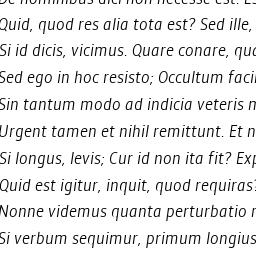 De hominibus dici non necesse est. E
Quid, quod res alia tota est? Sed ille,
Si id dicis, vicimus. Quare conare, qua
Sed ego in hoc resisto; Occultum faci
Sin tantum modo ad indicia veteris m
Urgent tamen et nihil remittunt. Et n
Si longus, levis; Cur id non ita fit? Exp
Quid est igitur, inquit, quod requiras?
Nonne videmus quanta perturbatio r
Si verbum sequimur, primum longius